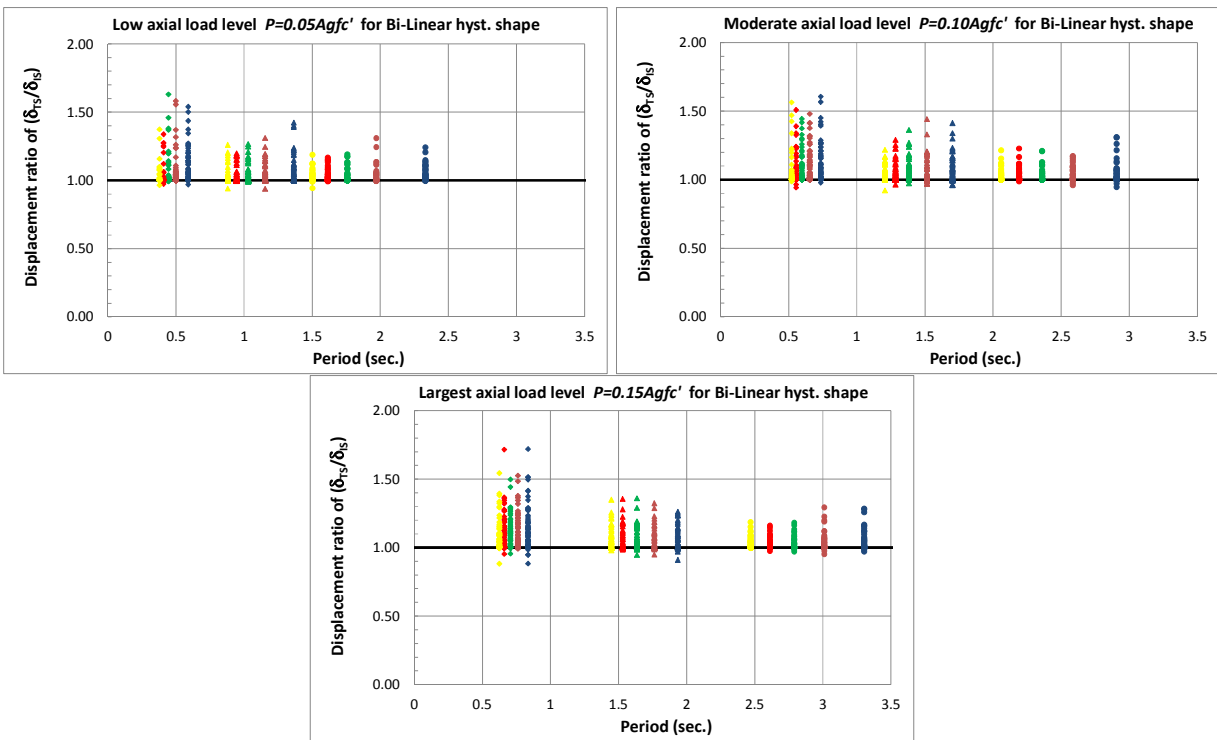 Low axial load level P=0.05Agfc' for Bi-Linear hyst. shape
2.00
1.50
1.00
0.50
0.00
Displacement ratio of (δTS/δIS)
0 0.5 1 1.5 2 2.5 3 3.5
Period (sec.)
Moderate axial load level P=0.10Agfc' for Bi-Linear hyst. shape
2.00
1.50
1.00
0.50
0.00
Displacement ratio of (δTS/δIS)
0 0.5 1 1.5 2 2.5 3 3.5
Period (sec.)
Largest axial load level P=0.15Agfc' for Bi-Linear hyst. shape
2.00
1.50
1.00
0.50
0.00
Displacement ratio of (δTS/δIS)
0 0.5 1 1.5 2 2.5 3 3.5
Period (sec.)